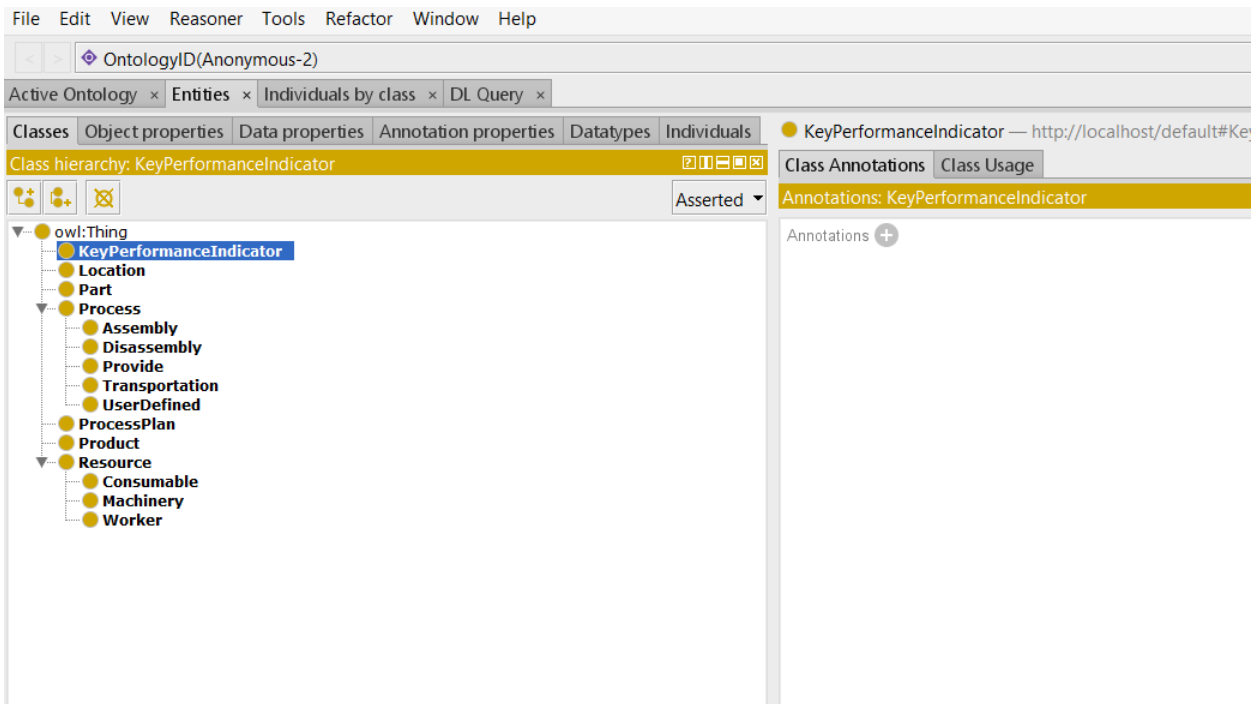 File Edit View Reasoner Tools Refactor Window Help
< > OntologyID(Anonymous-2)
Active Ontology × Entities × Individuals by class × DL Query ×
Classes Object properties Data properties Annotation properties Datatypes Individuals
Class hierarchy: KeyPerformanceIndicator
Asserted
owl:Thing
KeyPerformanceIndicator
Location
Part
Process
Assembly
Disassembly
Provide
Transportation
UserDefined
ProcessPlan
Product
Resource
Consumable
Machinery
Worker
KeyPerformanceIndicator — http://localhost/default#Key
Class Annotations Class Usage
Annotations: KeyPerformanceIndicator
Annotations